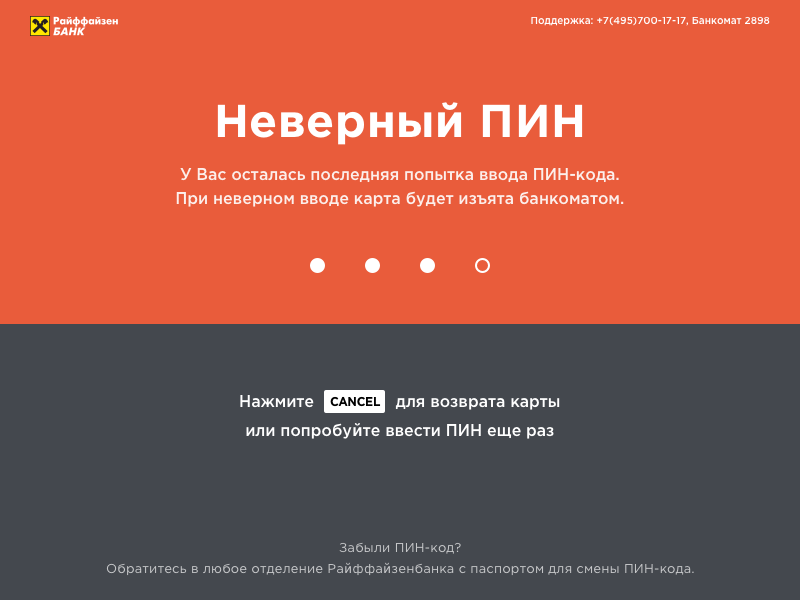 Райффайзен
БАНК
Поддержка: +7(495)700-17-17, Банкомат 2898
Неверный ПИН
У Вас осталась последняя попытка ввода ПИН-кода.
При неверном вводе карта будет изъята банкоматом.
Нажмите CANCEL для возврата карты
или попробуйте ввести ПИН еще раз
Забыли ПИН-код?
Обратитесь в любое отделение Райффайзенбанка с паспортом для смены ПИН-кода.